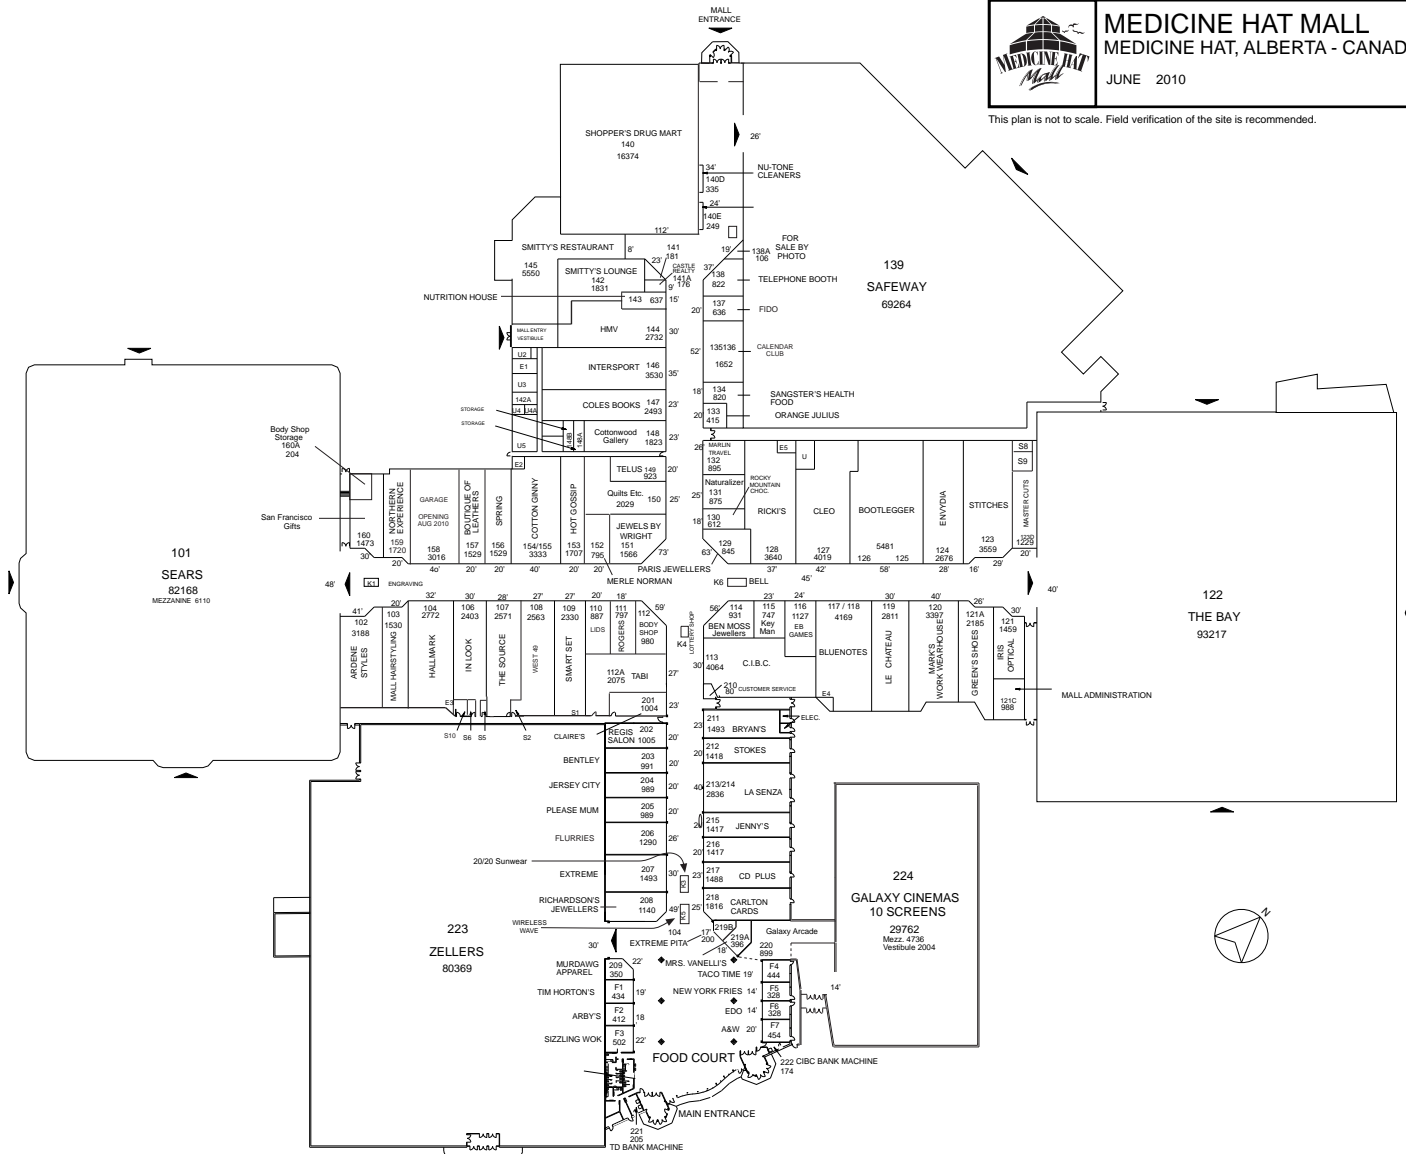 MALL
ENTRANCE
MEDICINE HAT
Mall
MEDICINE HAT MALL
MEDICINE HAT, ALBERTA - CANAD
JUNE 2010
This plan is not to scale. Field verification of the site is recommended.
SHOPPER'S DRUG MART
140
16374
26'
34'
140D
335
NU-TONE
CLEANERS
24'
140E
249
112'
SMITTY'S RESTAURANT
145
5550
8'
141
181
23'
SMITTY'S LOUNGE
142
1831
CASTLE
REALTY
141A
176
9'
NUTRITION HOUSE
143 637
15'
19'
138A
106
FOR
SALE BY
PHOTO
37'
138
822
TELEPHONE BOOTH
137
636
20'
FIDO
139
SAFEWAY
69264
MALL ENTRY
VESTIBULE
HMV
144
2732
30'
52'
135136
1652
CALENDAR
CLUB
U2
E1
U3
142A
U4 U4A
U5
E2
INTERSPORT
146
3530
35'
18'
134
820
SANGSTER'S HEALTH
FOOD
COLES BOOKS
147
2493
23'
20'
133
415
ORANGE JULIUS
STORAGE
STORAGE
148B
148A
Cottonwood
Gallery
148
1823
23'
26'
MARLIN
TRAVEL
132
895
E5
U
S8
S9
TELUS 149
923
20'
Naturalizer
131
875
25'
ROCKY
MOUNTAIN
CHOC.
Quilts Etc.
2029
150
25'
18'
130
612
JEWELS BY
WRIGHT
151
1566
73'
63'
129
845
PARIS JEWELLERS
Body Shop
Storage
160A
204
San Francisco
Gifts
160
1473
30'
NORTHERN
EXPERIENCE
159
1720
20'
GARAGE
OPENING
AUG 2010
158
3016
4o'
BOUTIQUE OF
LEATHERS
157
1529
20'
SPRING
156
1529
20'
COTTON GINNY
154/155
3333
40'
HOT GOSSIP
153
1707
20'
152
795
20'
MERLE NORMAN
RICKI'S
128
3640
37'
CLEO
127
4019
42'
45'
BOOTLEGGER
5481
126 125
58'
ENVYDIA
124
2676
28'
STITCHES
123
3559
16'
29'
MASTERCUTS
1229
20'
101
SEARS
82168
MEZZANINE 6110
48'
K1
ENGRAVING
K6
BELL
40'
122
THE BAY
93217
41'
102
3188
ARDENE
STYLES
20'
103
1530
MALL HAIRSTYLING
32'
104
2772
HALLMARK
30'
106
2403
IN LOOK
28'
107
2571
THE SOURCE
27'
108
2563
WEST 49
27'
109
2330
SMART SET
20'
110
887
LIDS
18'
111
797
ROGERS
59'
112
BODY
SHOP
980
LOTTERY SHOP
K4
112A
2075
TABI
27'
E3
S10
S6
S5
S2
S1
201
1004
23'
CLAIRE'S
56'
114
931
BEN MOSS
Jewellers
23'
115
747
Key
Man
24'
116
1127
EB
GAMES
117 / 118
4169
BLUENOTES
30'
119
2811
LE CHATEAU
40'
120
3397
MARK'S
WORK WEARHOUSE
26'
121A
2185
GREEN'S SHOES
30'
121
1459
IRIS
OPTICAL
113
4064
30'
C.I.B.C.
210
80
CUSTOMER SERVICE
E4
121C
988
MALL ADMINISTRATION
REGIS
SALON
202
1005
20'
BENTLEY
203
991
20'
JERSEY CITY
204
989
20'
PLEASE MUM
205
989
20'
FLURRIES
206
1290
26'
20/20 Sunwear
EXTREME
207
1493
30'
K3
RICHARDSON'S
JEWELLERS
208
1140
49'
K5
WIRELESS
WAVE
104
23'
211
1493
BRYAN'S
ELEC.
20'
212
1418
STOKES
40'
213/214
2836
LA SENZA
215
1417
JENNY'S
216
1417
20'
217
1488
23'
CD PLUS
218
1816
25'
CARLTON
CARDS
17'
200
EXTREME PITA
219B
219A
396
18'
MRS. VANELLI'S
Galaxy Arcade
220
899
223
ZELLERS
80369
30'
MURDAWG
APPAREL
209
350
22'
TIM HORTON'S
F1
434
19'
ARBY'S
F2
412
18
SIZZLING WOK
F3
502
22'
TACO TIME 19'
F4
444
NEW YORK FRIES 14'
F5
328
EDO 14'
F6
328
A&W 20'
F7
454
14'
224
GALAXY CINEMAS
10 SCREENS
29762
Mezz. 4736
Vestibule 2004
N
FOOD COURT
222
174
CIBC BANK MACHINE
MAIN ENTRANCE
221
205
TD BANK MACHINE